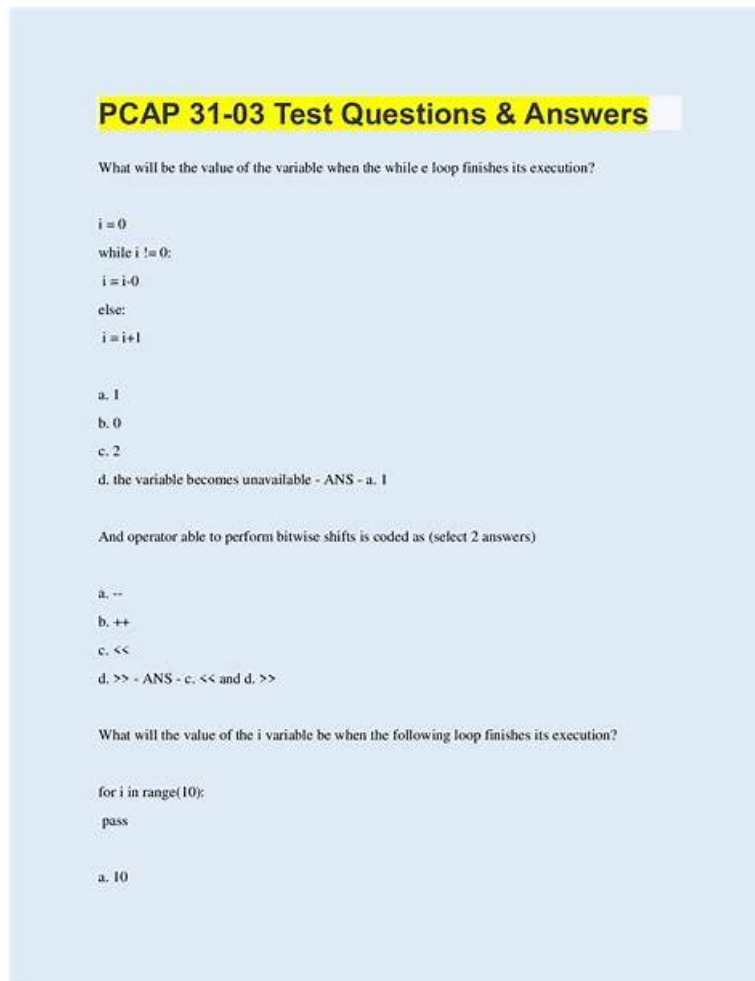 PCAP 31-03 Test Questions & Answers
What will be the value of the variable when the while e loop finishes its execution?
i = 0
while i != 0:
i = i-0
else:
i = i+1
a. 1
b. 0
c. 2
d. the variable becomes unavailable - ANS - a. 1
And operator able to perform bitwise shifts is coded as (select 2 answers)
a. --
b. ++
c. <<
d. >> - ANS - c. << and d. >>
What will the value of the i variable be when the following loop finishes its execution?
for i in range(10):
pass
a. 10